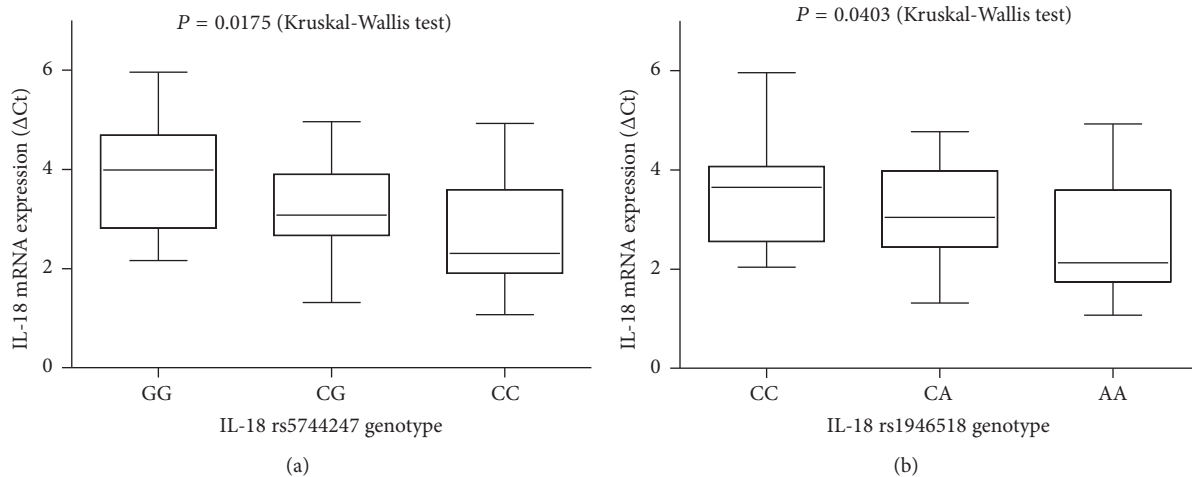 P = 0.0175 (Kruskal-Wallis test)
IL-18 mRNA expression (ΔCt)
6
4
2
0
GG CG CC
IL-18 rs5744247 genotype
(a)
P = 0.0403 (Kruskal-Wallis test)
IL-18 mRNA expression (ΔCt)
6
4
2
0
CC CA AA
IL-18 rs1946518 genotype
(b)